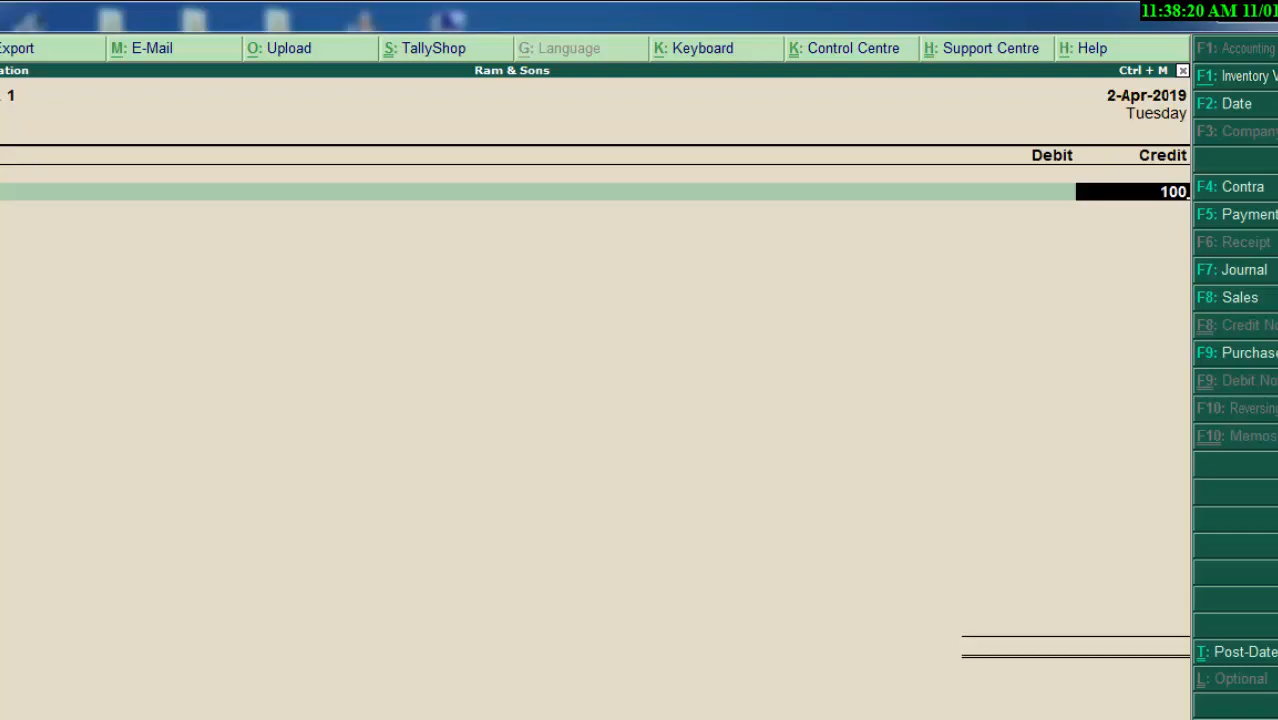 11:38:20 AM 11/01
xport M: E-Mail O: Upload S: TallyShop G: Language K: Keyboard K: Control Centre H: Support Centre H: Help
ation Ram & Sons Ctrl + M
1 2-Apr-2019
Tuesday
Debit Credit
100
F1: Accounting
F1: Inventory V
F2: Date
F3: Company
F4: Contra
F5: Payment
F6: Receipt
F7: Journal
F8: Sales
F8: Credit No
F9: Purchase
F9: Debit No
F10: Reversing
F10: Memos
T: Post-Date
L: Optional